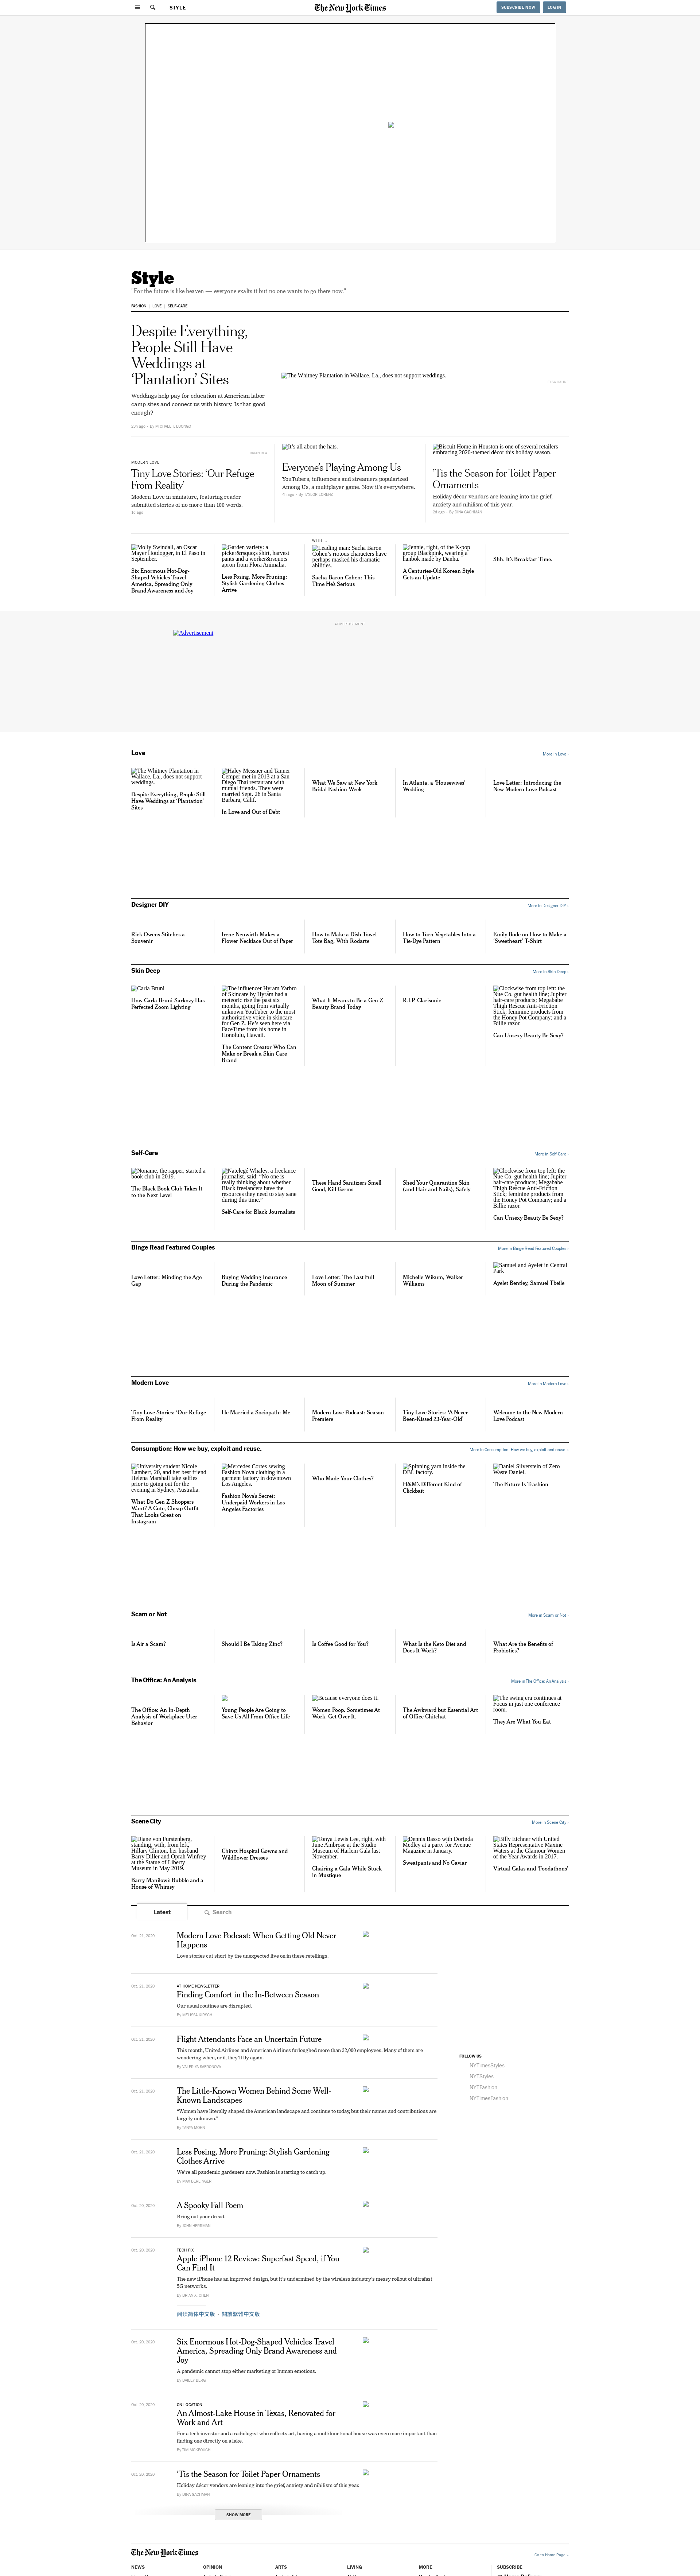 STYLE
The New York Times
SUBSCRIBE NOW
LOG IN
Style
"For the future is like heaven — everyone exalts it but no one wants to go there now."
FASHION
LOVE
SELF-CARE
Despite Everything,
People Still Have
Weddings at
‘Plantation’ Sites
Weddings help pay for education at American labor
camp sites and connect us with history. Is that good
enough?
The Whitney Plantation in Wallace, La., does not support weddings.
MODERN LOVE
Tiny Love Stories: ‘Our Refuge
From Reality’
Modern Love in miniature, featuring reader-
submitted stories of no more than 100 words.
It's all about the hats.
Everyone's Playing Among Us
YouTubers, influencers and streamers popularized
Among Us, a multiplayer game. Now it's everywhere.
By TAYLOR LORENZ
Biscuit Home in Houston is one of several retailers
embracing 2020-themed décor this holiday season.
'Tis the Season for Toilet Paper
Ornaments
Holiday décor vendors are leaning into the grief,
anxiety and nihilism of this year.
Molly Swindall, an Oscar
Mayer Hotdogger, in El Paso in
September.
Six Enormous Hot-Dog-
Shaped Vehicles Travel
America, Spreading Only
Brand Awareness and Joy
Garden variety: a
picker&rsquo;s shirt, harvest
pants and a worker&rsquo;s
apron from Flora Animalia.
Less Posing, More Pruning:
Stylish Gardening Clothes
Arrive
WITH ...
Leading man: Sacha Baron
Cohen's riotous characters have
perhaps masked his dramatic
abilities.
Sacha Baron Cohen: This
Time He's Serious
Jennie, right, of the K-pop
group Blackpink, wearing a
hanbok made by Danha.
A Centuries-Old Korean Style
Gets an Update
Shh. It's Breakfast Time.
ADVERTISEMENT
Advertisement
Love
More in Love ›
The Whitney Plantation in
Wallace, La., does not support
weddings.
Despite Everything, People Still
Have Weddings at ‘Plantation’
Sites
Haley Messner and Tanner
Cemper met in 2013 at a San
Diego Thai restaurant with
mutual friends. They were
married Sept. 26 in Santa
Barbara, Calif.
In Love and Out of Debt
What We Saw at New York
Bridal Fashion Week
In Atlanta, a ‘Housewives’
Wedding
Love Letter: Introducing the
New Modern Love Podcast
Designer DIY
More in Designer DIY ›
Rick Owens Stitches a
Souvenir
Irene Neuwirth Makes a
Flower Necklace Out of Paper
How to Make a Dish Towel
Tote Bag, With Rodarte
How to Turn Vegetables Into a
Tie-Dye Pattern
Emily Bode on How to Make a
‘Sweetheart’ T-Shirt
Skin Deep
More in Skin Deep ›
Carla Bruni
How Carla Bruni-Sarkozy Has
Perfected Zoom Lighting
The influencer Hyram Yarbro
of Skincare by Hyram had a
meteoric rise the past six
months, going from virtually
unknown YouTuber to the most
authoritative voice in skincare
for Gen Z. He's seen here via
FaceTime from his home in
Honolulu, Hawaii.
The Content Creator Who Can
Make or Break a Skin Care
Brand
What It Means to Be a Gen Z
Beauty Brand Today
R.I.P. Clarisonic
Clockwise from top left: the
Nue Co. gut health line; Jupiter
hair-care products; Megababe
Thigh Rescue Anti-Friction
Stick; feminine products from
the Honey Pot Company; and a
Billie razor.
Can Unsexy Beauty Be Sexy?
Self-Care
More in Self-Care ›
Noname, the rapper, started a
book club in 2019.
The Black Book Club Takes It
to the Next Level
Natelegé Whaley, a freelance
journalist, said: “No one is
really thinking about whether
Black freelancers have the
resources they need to stay sane
during this time.”
Self-Care for Black Journalists
These Hand Sanitizers Smell
Good, Kill Germs
Shed Your Quarantine Skin
(and Hair and Nails), Safely
Clockwise from top left: the
Nue Co. gut health line; Jupiter
hair-care products; Megababe
Thigh Rescue Anti-Friction
Stick; feminine products from
the Honey Pot Company; and a
Billie razor.
Can Unsexy Beauty Be Sexy?
Binge Read Featured Couples
More in Binge Read Featured Couples ›
Love Letter: Minding the Age
Gap
Buying Wedding Insurance
During the Pandemic
Love Letter: The Last Full
Moon of Summer
Michelle Wikum, Walker
Williams
Samuel and Ayelet in Central
Park
Ayelet Bentley, Samuel Tbeile
Modern Love
More in Modern Love ›
Tiny Love Stories: ‘Our Refuge
From Reality’
He Married a Sociopath: Me
Modern Love Podcast: Season
Premiere
Tiny Love Stories: ‘A Never-
Been-Kissed 23-Year-Old’
Welcome to the New Modern
Love Podcast
Consumption: How we buy, exploit and reuse.
More in Consumption: How we buy, exploit and reuse. ›
University student Nicole
Lambert, 20, and her best friend
Helena Marshall take selfies
prior to going out for the
evening in Sydney, Australia.
What Do Gen Z Shoppers
Want? A Cute, Cheap Outfit
That Looks Great on
Instagram
Mercedes Cortes sewing
Fashion Nova clothing in a
garment factory in downtown
Los Angeles.
Fashion Nova's Secret:
Underpaid Workers in Los
Angeles Factories
Who Made Your Clothes?
Spinning yarn inside the
DBL factory.
H&M's Different Kind of
Clickbait
Daniel Silverstein of Zero
Waste Daniel.
The Future Is Trashion
Scam or Not
More in Scam or Not ›
Is Air a Scam?
Should I Be Taking Zinc?
Is Coffee Good for You?
What Is the Keto Diet and
Does It Work?
What Are the Benefits of
Probiotics?
The Office: An Analysis
More in The Office: An Analysis ›
The Office: An In-Depth
Analysis of Workplace User
Behavior
Young People Are Going to
Save Us All From Office Life
Because everyone does it.
Women Poop. Sometimes At
Work. Get Over It.
The Awkward but Essential Art
of Office Chitchat
The swing era continues at
Focus in just one conference
room.
They Are What You Eat
Scene City
More in Scene City ›
Diane von Furstenberg,
standing, with, from left,
Hillary Clinton, her husband
Barry Diller and Oprah Winfrey
at the Statue of Liberty
Museum in May 2019.
Barry Manilow's Bubble and a
House of Whimsy
Chintz Hospital Gowns and
Wildflower Dresses
Tonya Lewis Lee, right, with
June Ambrose at the Studio
Museum of Harlem Gala last
November.
Chairing a Gala While Stuck
in Mustique
Dennis Basso with Dorinda
Medley at a party for Avenue
Magazine in January.
Sweatpants and No Caviar
Billy Eichner with United
States Representative Maxine
Waters at the Glamour Women
of the Year Awards in 2017.
Virtual Galas and ‘Foodathons’
Latest
Search
Oct. 21, 2020
Modern Love Podcast: When Getting Old Never
Happens
Love stories cut short by the unexpected live on in these retellings.
Oct. 21, 2020
AT HOME NEWSLETTER
Finding Comfort in the In-Between Season
Our usual routines are disrupted.
By MELISSA KIRSCH
Oct. 21, 2020
Flight Attendants Face an Uncertain Future
This month, United Airlines and American Airlines furloughed more than 32,000 employees. Many of them are
wondering when, or if, they'll fly again.
By VALERIYA SAFRONOVA
Oct. 21, 2020
The Little-Known Women Behind Some Well-
Known Landscapes
“Women have literally shaped the American landscape and continue to today, but their names and contributions are
largely unknown.”
By TANYA MOHN
Oct. 21, 2020
Less Posing, More Pruning: Stylish Gardening
Clothes Arrive
We're all pandemic gardeners now. Fashion is starting to catch up.
By MAX BERLINGER
Oct. 20, 2020
A Spooky Fall Poem
Bring out your dread.
By JOHN HERRMAN
Oct. 20, 2020
TECH FIX
Apple iPhone 12 Review: Superfast Speed, if You
Can Find It
The new iPhone has an improved design, but it's undermined by the wireless industry's messy rollout of ultrafast
5G networks.
By BRIAN X. CHEN
阅读简体中文版 · 閱讀繁體中文版
Oct. 20, 2020
Six Enormous Hot-Dog-Shaped Vehicles Travel
America, Spreading Only Brand Awareness and
Joy
A pandemic cannot stop either marketing or human emotions.
By BAILEY BERG
Oct. 20, 2020
ON LOCATION
An Almost-Lake House in Texas, Renovated for
Work and Art
For a tech investor and a radiologist who collects art, having a multifunctional house was even more important than
finding one directly on a lake.
By TIM MCKEOUGH
Oct. 20, 2020
'Tis the Season for Toilet Paper Ornaments
Holiday décor vendors are leaning into the grief, anxiety and nihilism of this year.
By DINA GACHMAN
SHOW MORE
FOLLOW US
NYTimesStyles
NYTStyles
NYTFashion
NYTimesFashion
The New York Times
Go to Home Page »
NEWS
OPINION
ARTS
LIVING
MORE
SUBSCRIBE